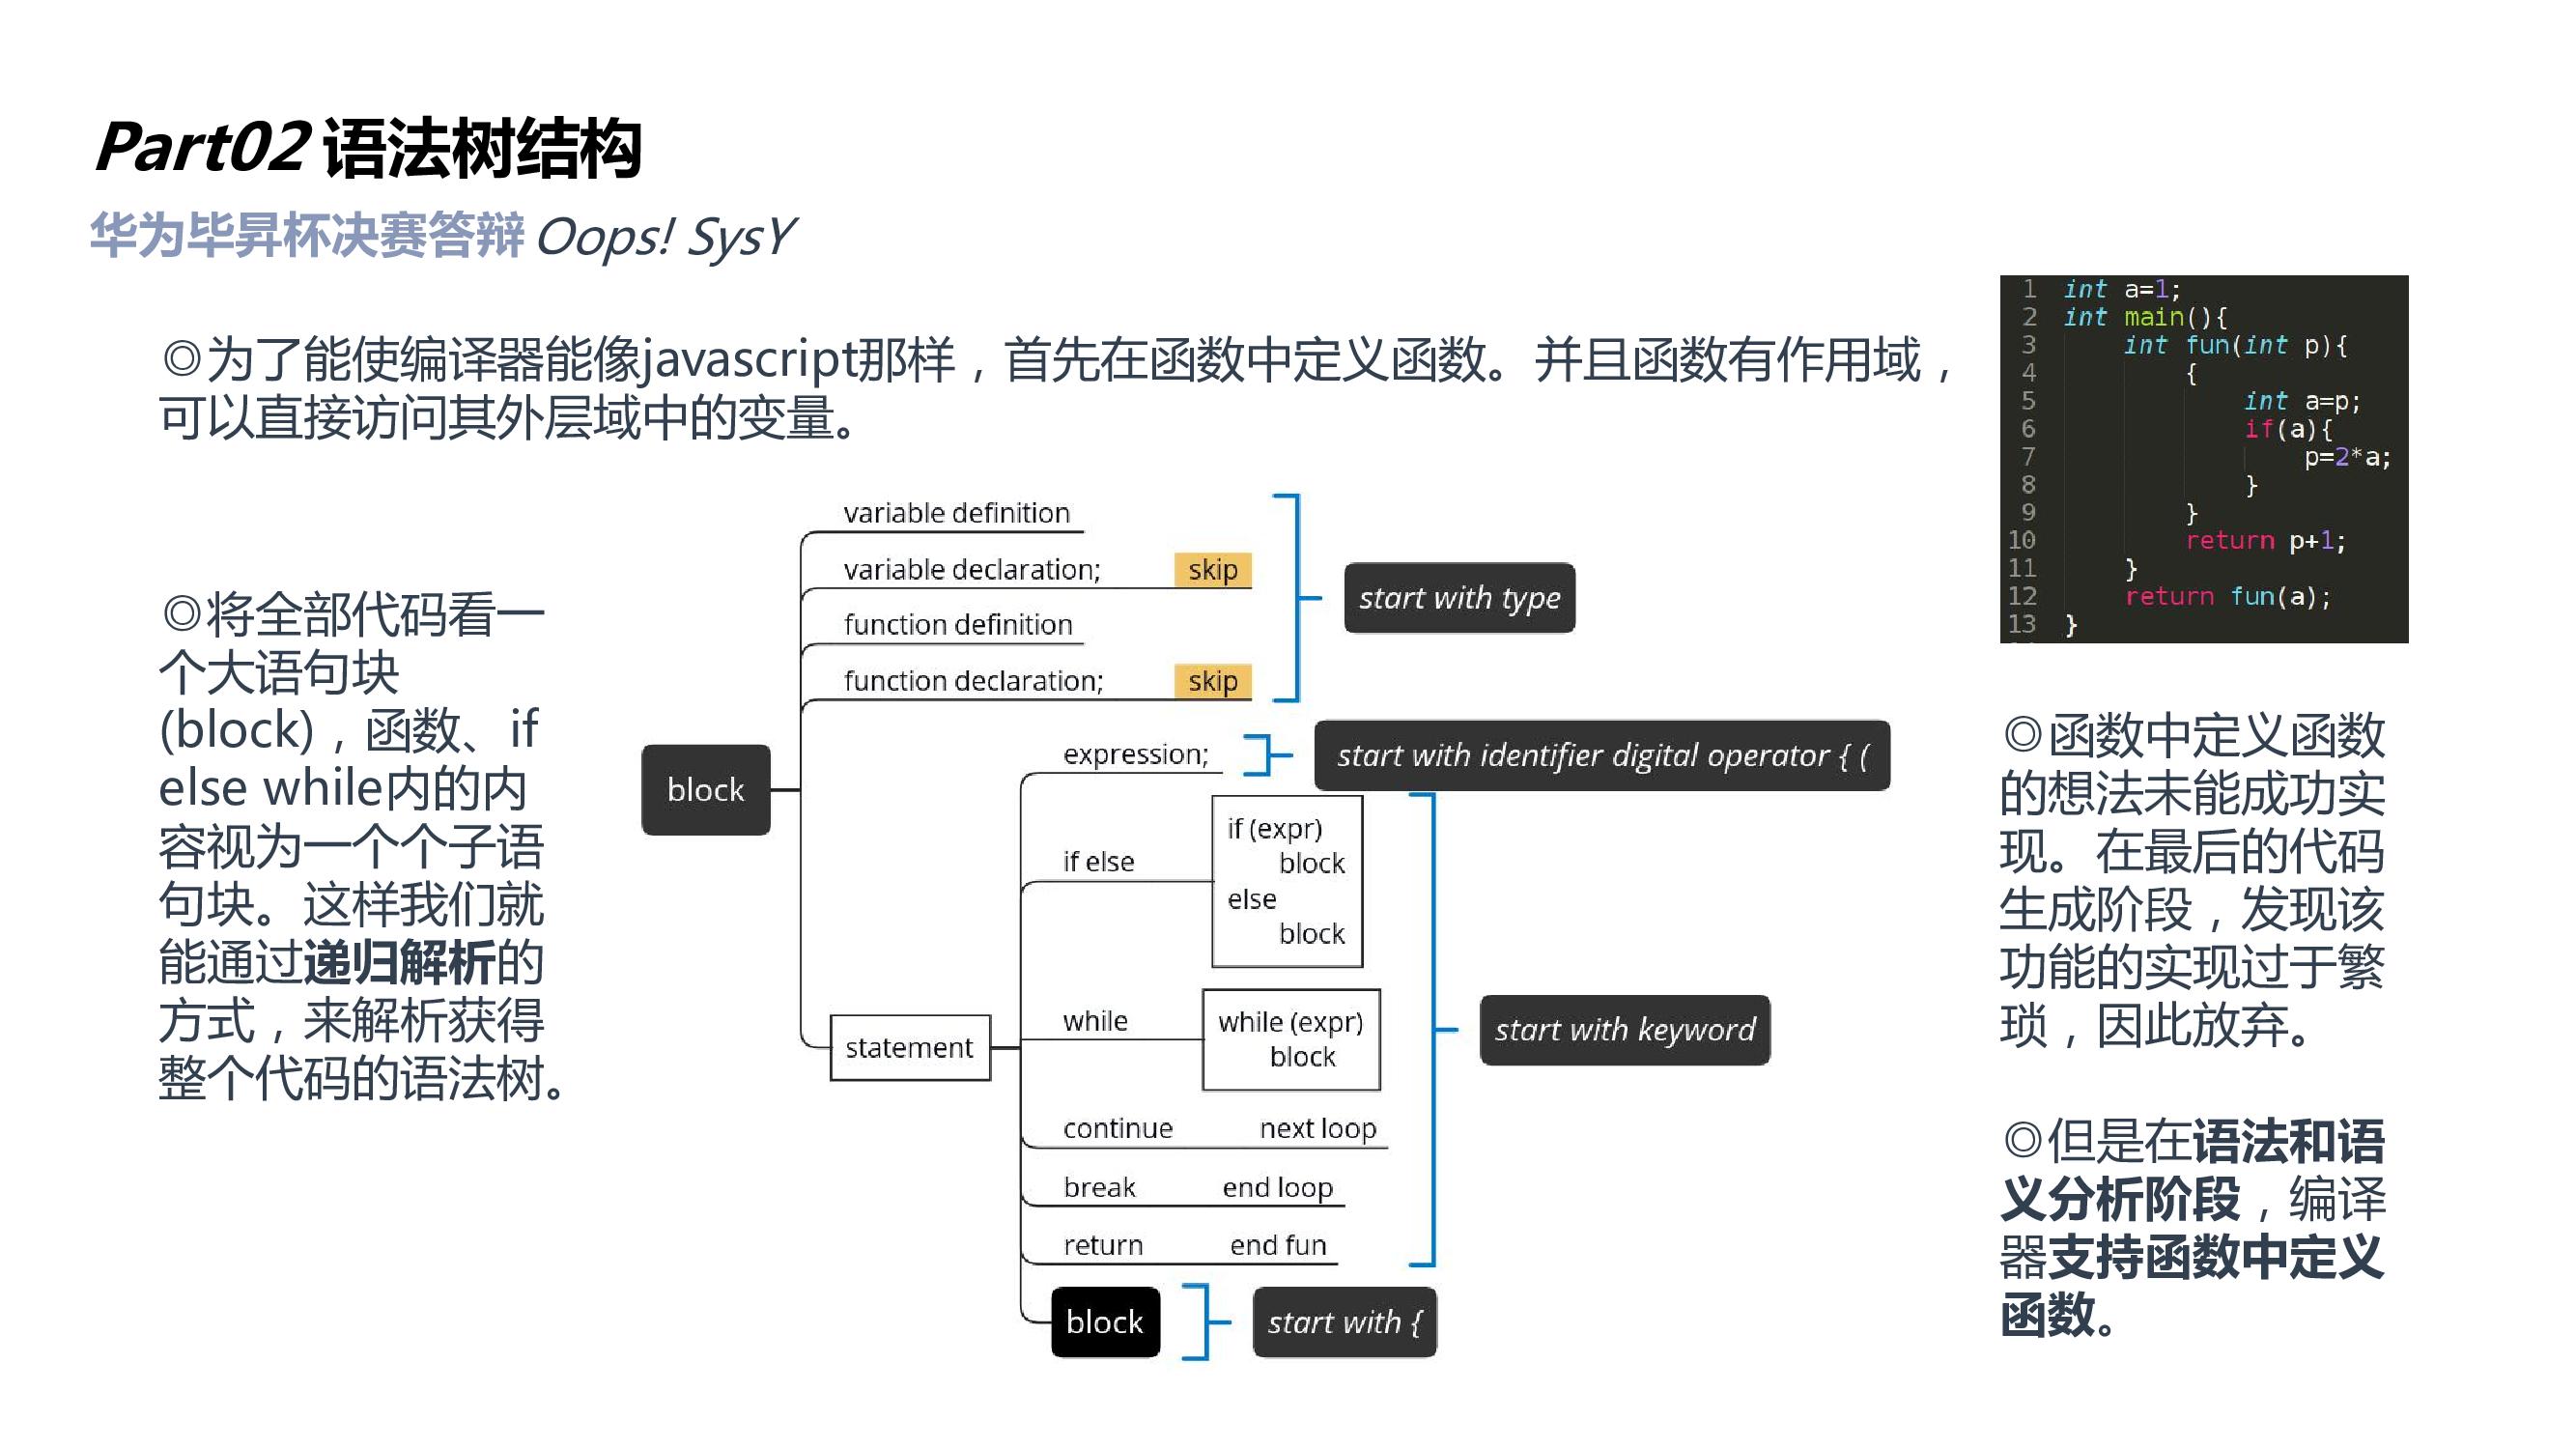 Part02 语法树结构
华为毕昇杯决赛答辩 Oops! SysY
◎为了能使编译器能像javascript那样，首先在函数中定义函数。并且函数有作用域，
可以直接访问其外层域中的变量。
◎将全部代码看一
个大语句块
(block)，函数、if
else while内的内
容视为一个个子语
句块。这样我们就
能通过递归解析的
方式，来解析获得
整个代码的语法树。
block
variable definition
variable declaration; skip
function definition
function declaration; skip
start with type
statement
expression;
start with identifier digital operator { (
if else
if (expr)
block
else
block
while
while (expr)
block
continue next loop
break end loop
return end fun
start with keyword
block
start with {
1 int a=1;
2 int main(){
3 int fun(int p){
4 {
5 int a=p;
6 if(a){
7 p=2*a;
8 }
9 }
10 return p+1;
11 }
12 return fun(a);
13 }
◎函数中定义函数
的想法未能成功实
现。在最后的代码
生成阶段，发现该
功能的实现过于繁
琐，因此放弃。
◎但是在语法和语
义分析阶段，编译
器支持函数中定义
函数。